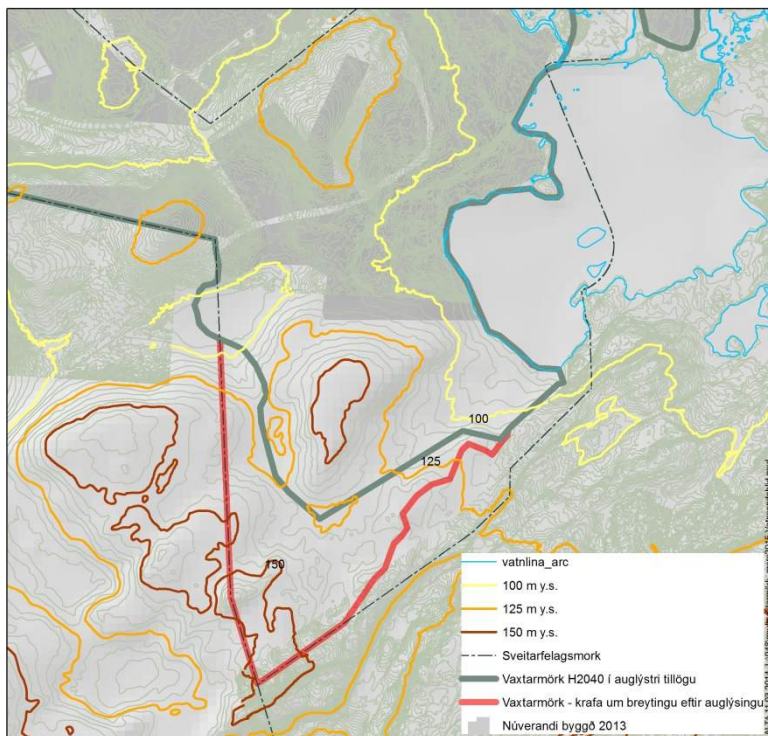 100
125
150
vatnlina_arc
100 m y.s.
125 m y.s.
150 m y.s.
Sveitarfelagsmork
Vaxtarmörk H2040 í auglýstri tillögu
Vaxtarmörk - krafa um breytingu eftir auglýsingu
Núverandi byggð 2013